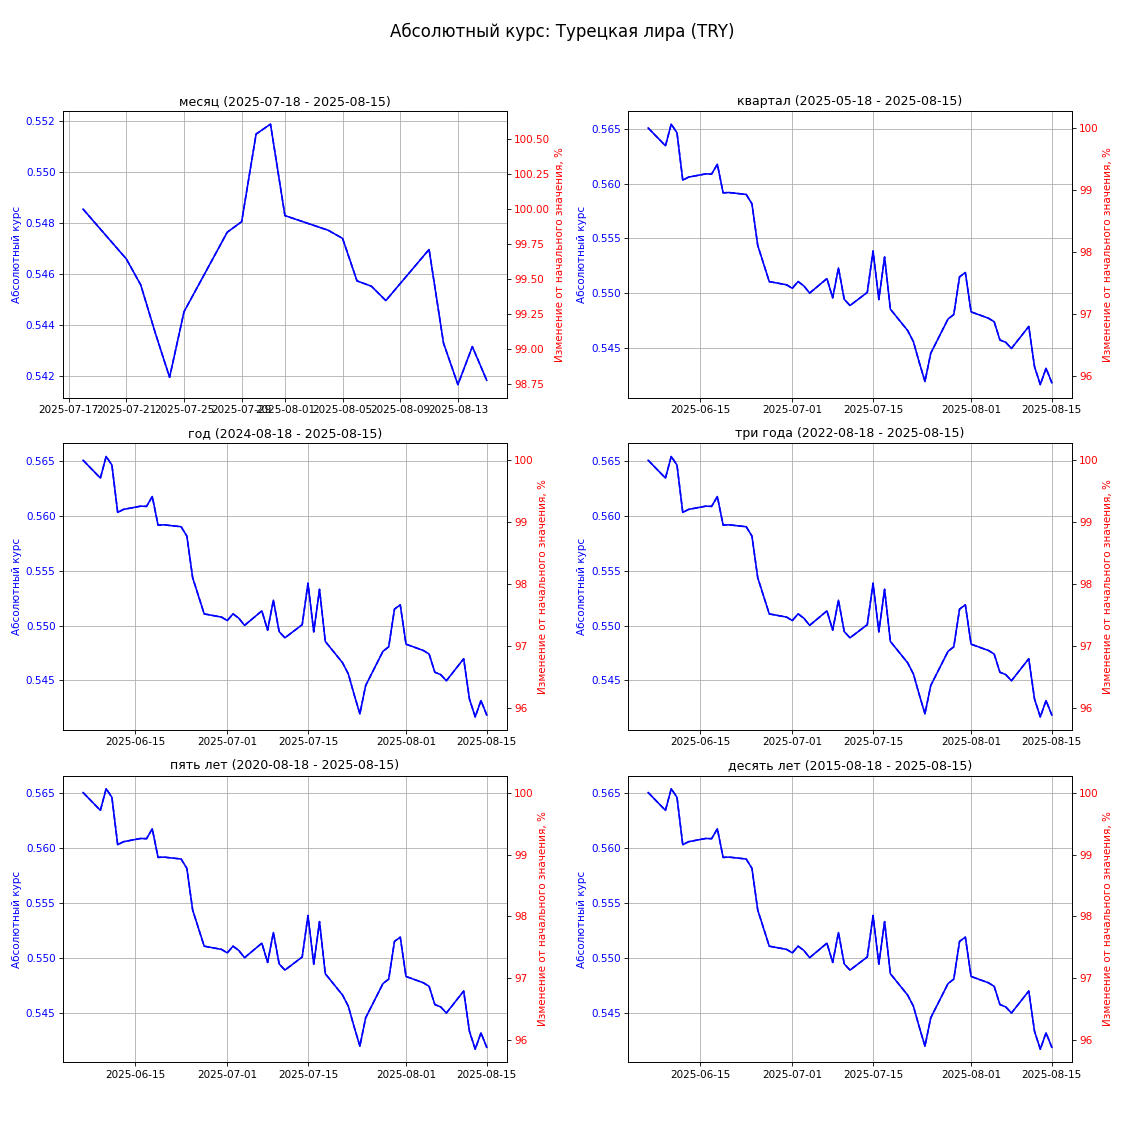 Абсолютный курс: Турецкая лира (TRY)
месяц (2025-07-18 - 2025-08-15)
Абсолютный курс
0.552
0.550
0.548
0.546
0.544
0.542
100.50
100.25
100.00
99.75
99.50
99.25
99.00
98.75
Изменение от начального значения, %
2025-07-17 2025-07-21 2025-07-25 2025-07-29 2025-08-01 2025-08-05 2025-08-09 2025-08-13
квартал (2025-05-18 - 2025-08-15)
Абсолютный курс
0.565
0.560
0.555
0.550
0.545
100
99
98
97
96
Изменение от начального значения, %
2025-06-15 2025-07-01 2025-07-15 2025-08-01 2025-08-15
год (2024-08-18 - 2025-08-15)
Абсолютный курс
0.565
0.560
0.555
0.550
0.545
100
99
98
97
96
Изменение от начального значения, %
2025-06-15 2025-07-01 2025-07-15 2025-08-01 2025-08-15
три года (2022-08-18 - 2025-08-15)
Абсолютный курс
0.565
0.560
0.555
0.550
0.545
100
99
98
97
96
Изменение от начального значения, %
2025-06-15 2025-07-01 2025-07-15 2025-08-01 2025-08-15
пять лет (2020-08-18 - 2025-08-15)
Абсолютный курс
0.565
0.560
0.555
0.550
0.545
100
99
98
97
96
Изменение от начального значения, %
2025-06-15 2025-07-01 2025-07-15 2025-08-01 2025-08-15
десять лет (2015-08-18 - 2025-08-15)
Абсолютный курс
0.565
0.560
0.555
0.550
0.545
100
99
98
97
96
Изменение от начального значения, %
2025-06-15 2025-07-01 2025-07-15 2025-08-01 2025-08-15